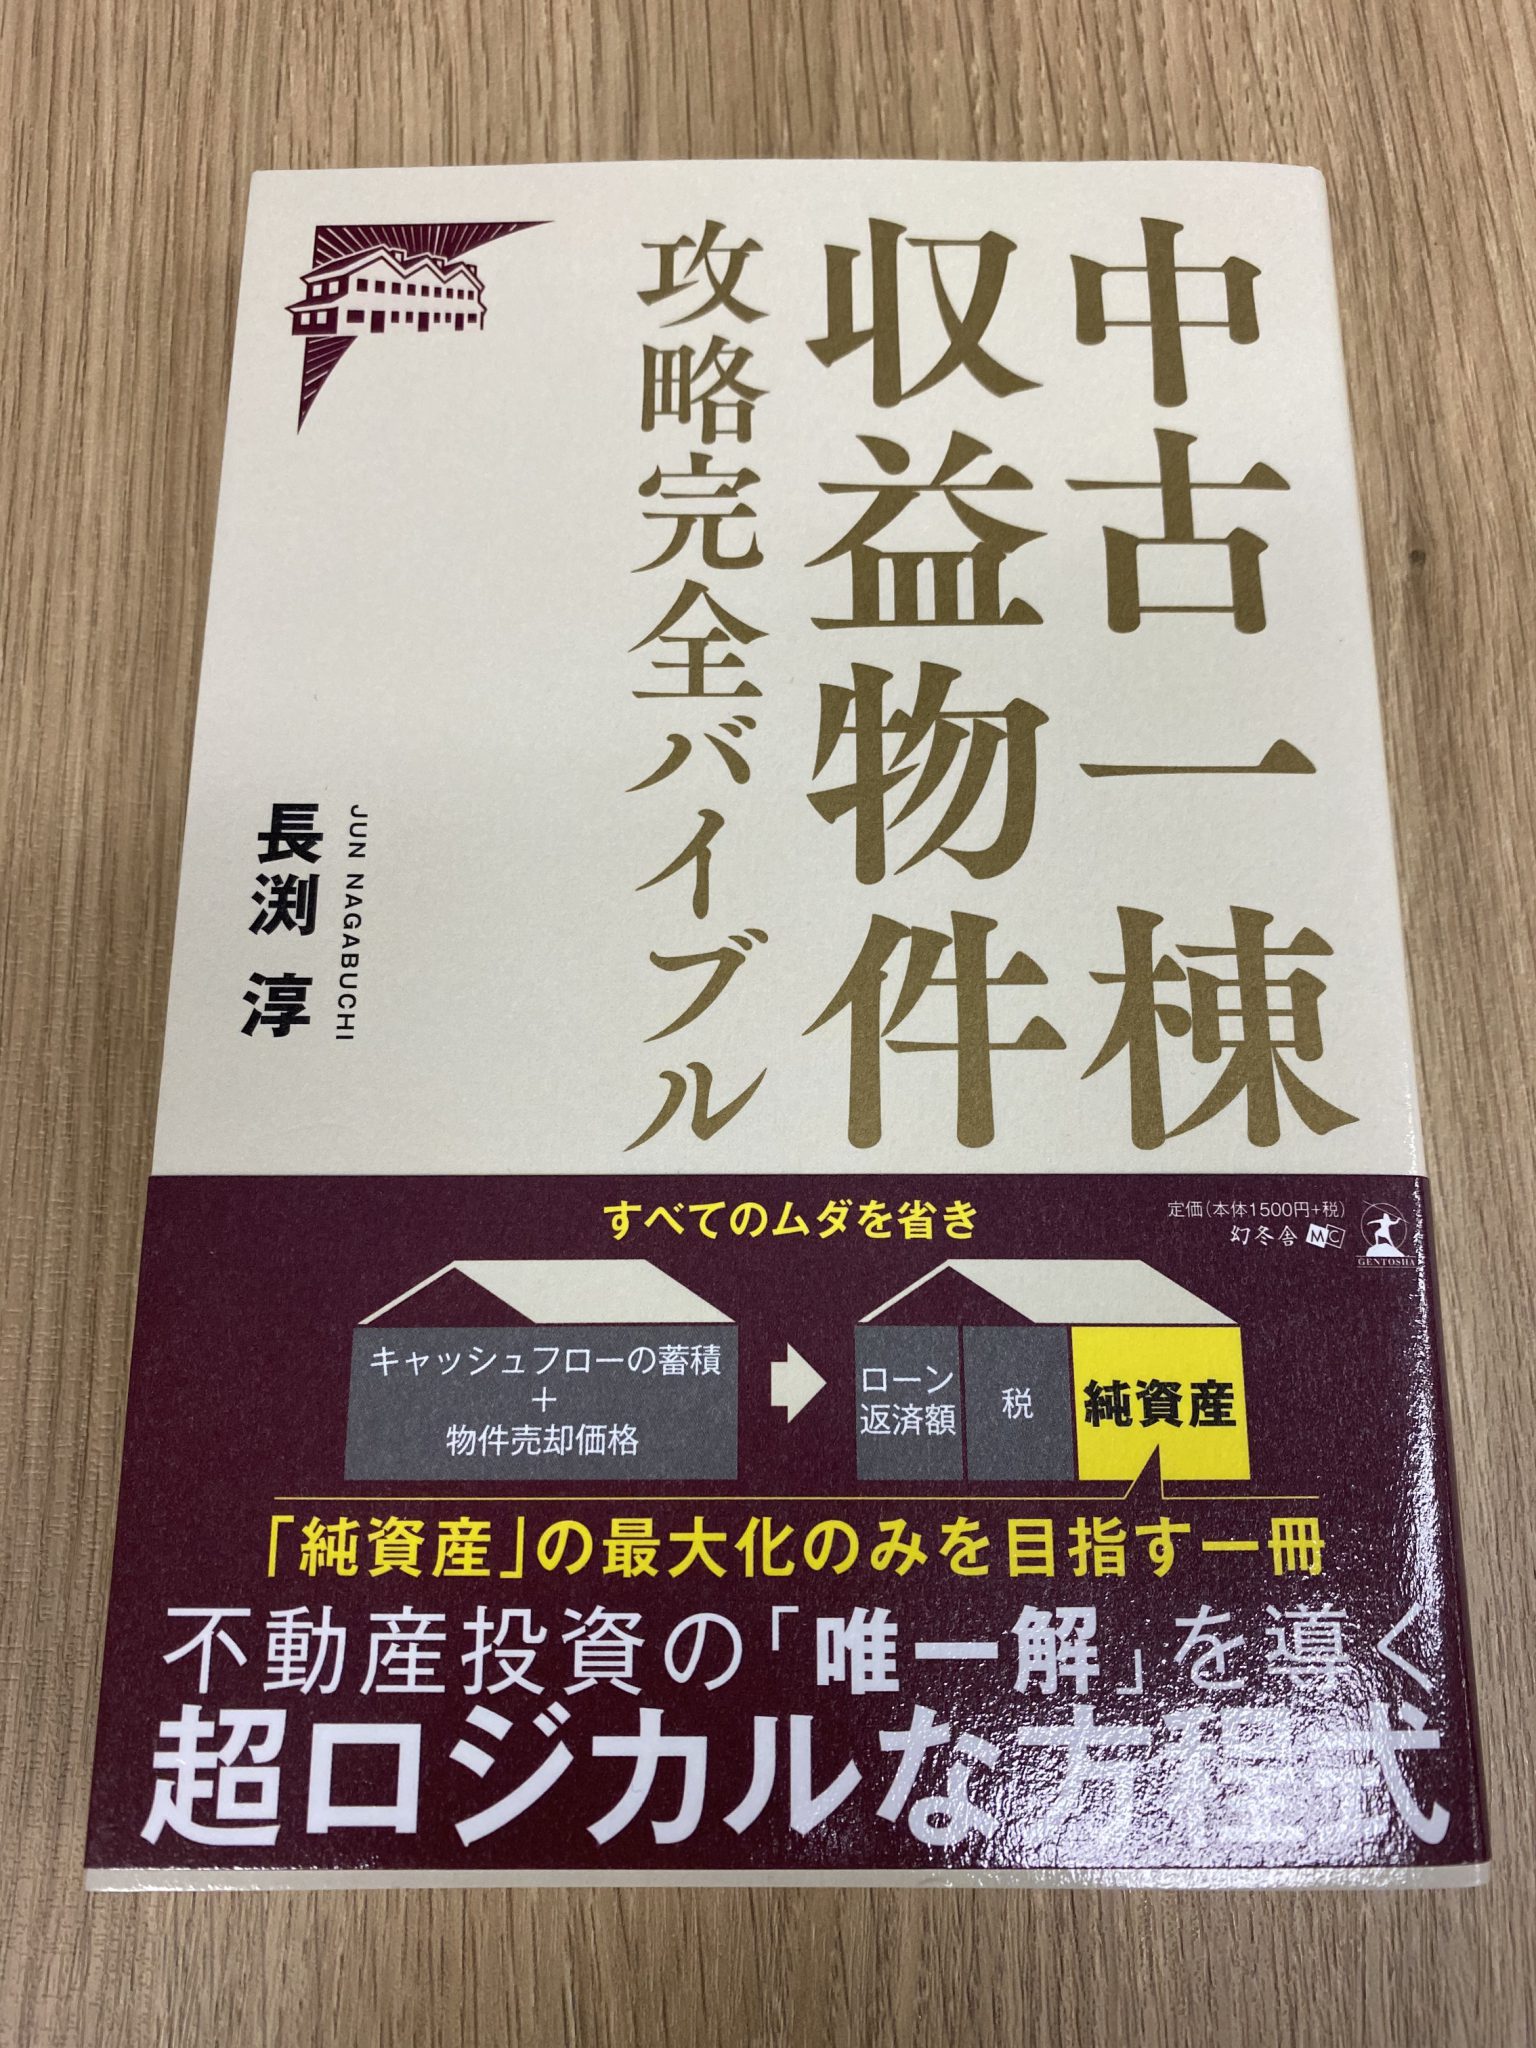 中古一棟
収益物件
攻略完全バイブル
JUN NAGABUCHI
長渕 淳
すべてのムダを省き
定価(本体1500円+税)
幻冬舎 MC
GENTOSHA
キャッシュフローの蓄積
+
物件売却価格
ローン
返済額
税
純資産
「純資産」の最大化のみを目指す一冊
不動産投資の「唯一解」を導く
超ロジカルな方程式